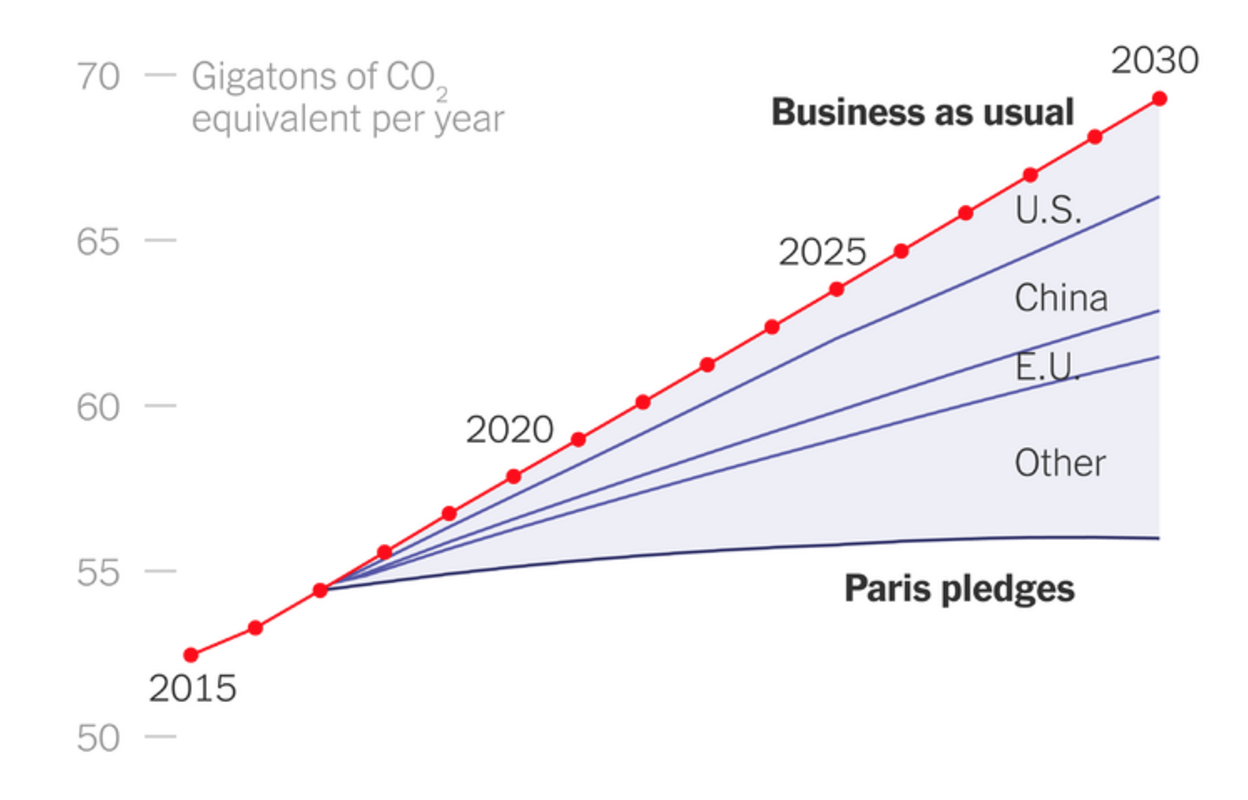 2030
70
Gigatons of CO₂
equivalent per year
Business as usual
U.S.
65
2025
China
E.U.
60
2020
Other
55
Paris pledges
2015
50